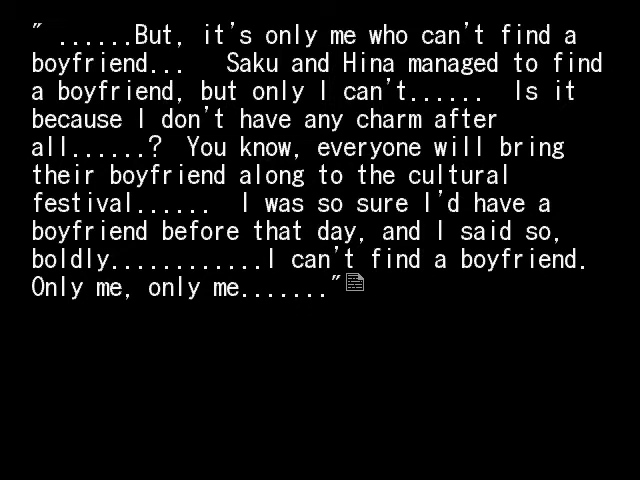 " ......But, it's only me who can't find a
boyfriend...   Saku and Hina managed to find
a boyfriend, but only I can't......  Is it
because I don't have any charm after
all......?  You know, everyone will bring
their boyfriend along to the cultural
festival......  I was so sure I'd have a
boyfriend before that day, and I said so,
boldly............I can't find a boyfriend.
Only me, only me......."